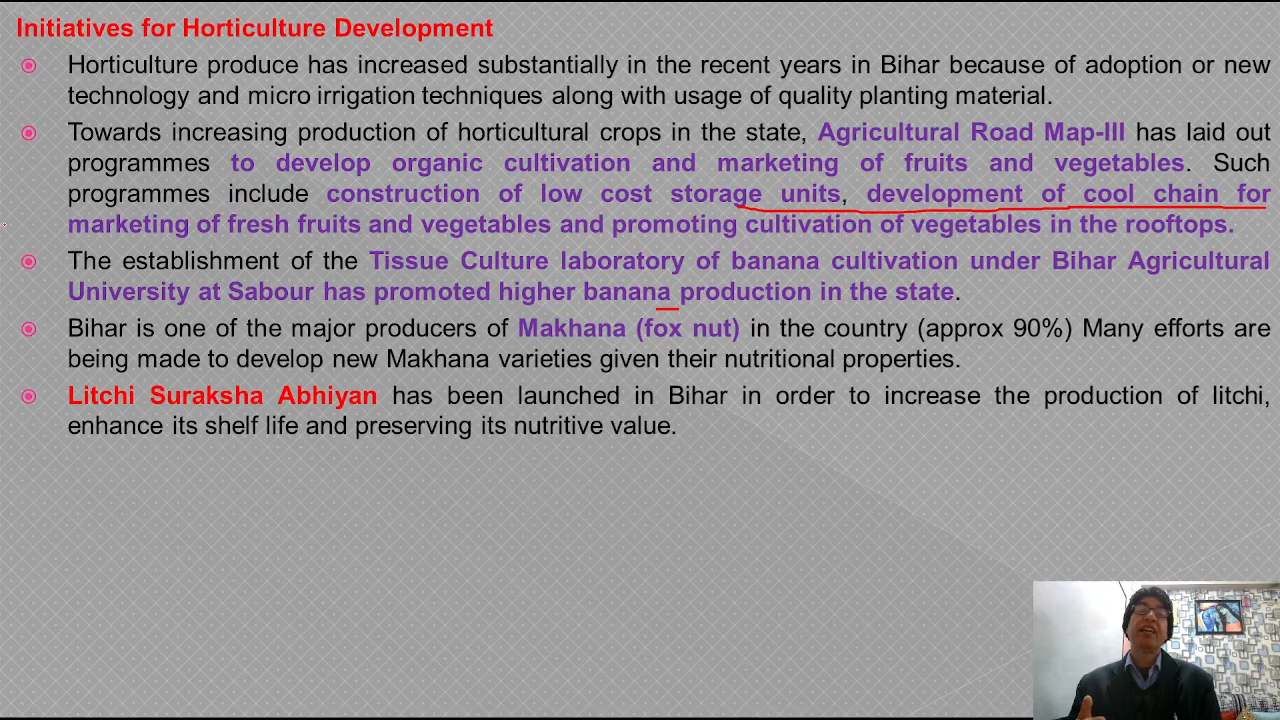 Initiatives for Horticulture Development
Horticulture produce has increased substantially in the recent years in Bihar because of adoption or new
technology and micro irrigation techniques along with usage of quality planting material.
Towards increasing production of horticultural crops in the state, Agricultural Road Map-III has laid out
programmes to develop organic cultivation and marketing of fruits and vegetables. Such
programmes include construction of low cost storage units, development of cool chain for
marketing of fresh fruits and vegetables and promoting cultivation of vegetables in the rooftops.
The establishment of the Tissue Culture laboratory of banana cultivation under Bihar Agricultural
University at Sabour has promoted higher banana production in the state.
Bihar is one of the major producers of Makhana (fox nut) in the country (approx 90%) Many efforts are
being made to develop new Makhana varieties given their nutritional properties.
Litchi Suraksha Abhiyan has been launched in Bihar in order to increase the production of litchi,
enhance its shelf life and preserving its nutritive value.